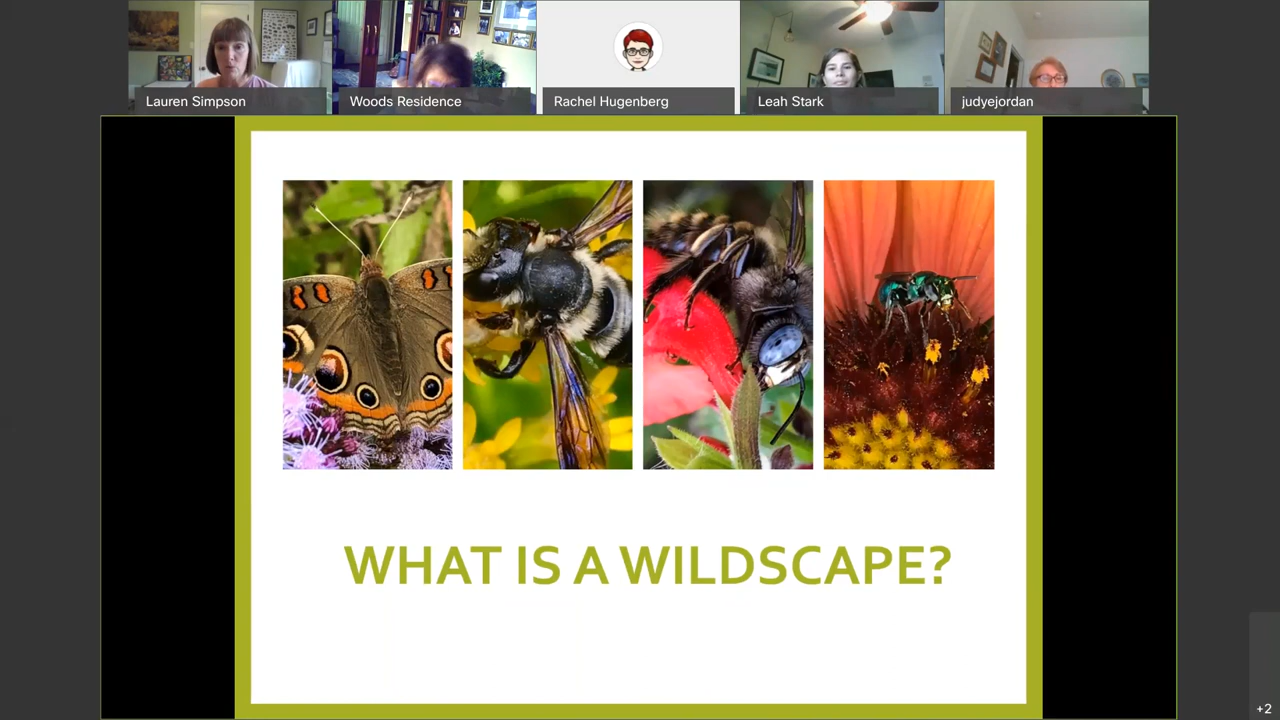 Lauren Simpson
Woods Residence
Rachel Hugenberg
Leah Stark
judyejordan
WHAT IS A WILDSCAPE?
+2